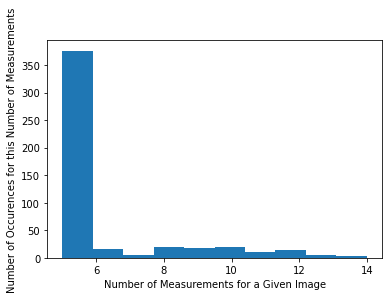 Number of Occurences for this Number of Measurements
350
300
250
200
150
100
50
0
6 8 10 12 14
Number of Measurements for a Given Image